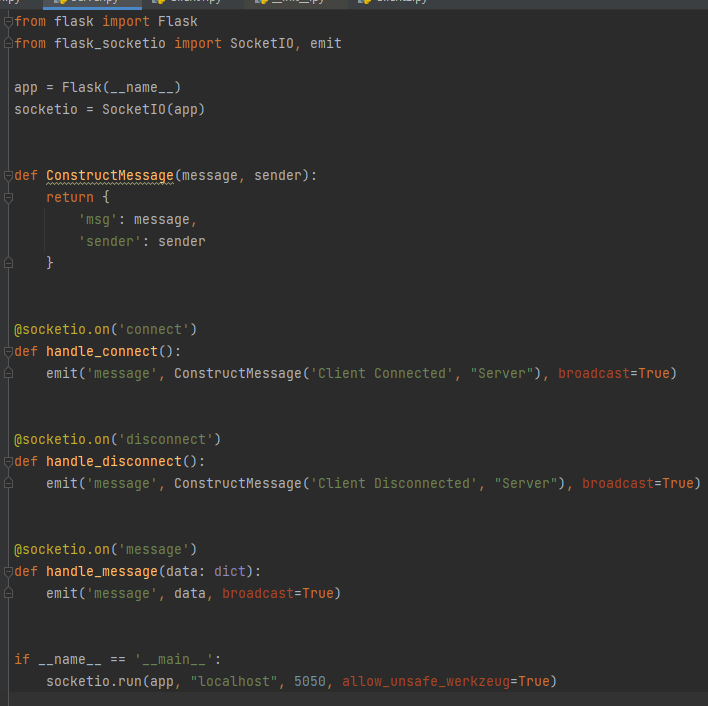 from flask import Flask
from flask_socketio import SocketIO, emit
app = Flask(__name__)
socketio = SocketIO(app)
def ConstructMessage(message, sender):
return {
'msg': message,
'sender': sender
}
@socketio.on('connect')
def handle_connect():
emit('message', ConstructMessage('Client Connected', "Server"), broadcast=True)
@socketio.on('disconnect')
def handle_disconnect():
emit('message', ConstructMessage('Client Disconnected', "Server"), broadcast=True)
@socketio.on('message')
def handle_message(data: dict):
emit('message', data, broadcast=True)
if __name__ == '__main__':
socketio.run(app, "localhost", 5050, allow_unsafe_werkzeug=True)